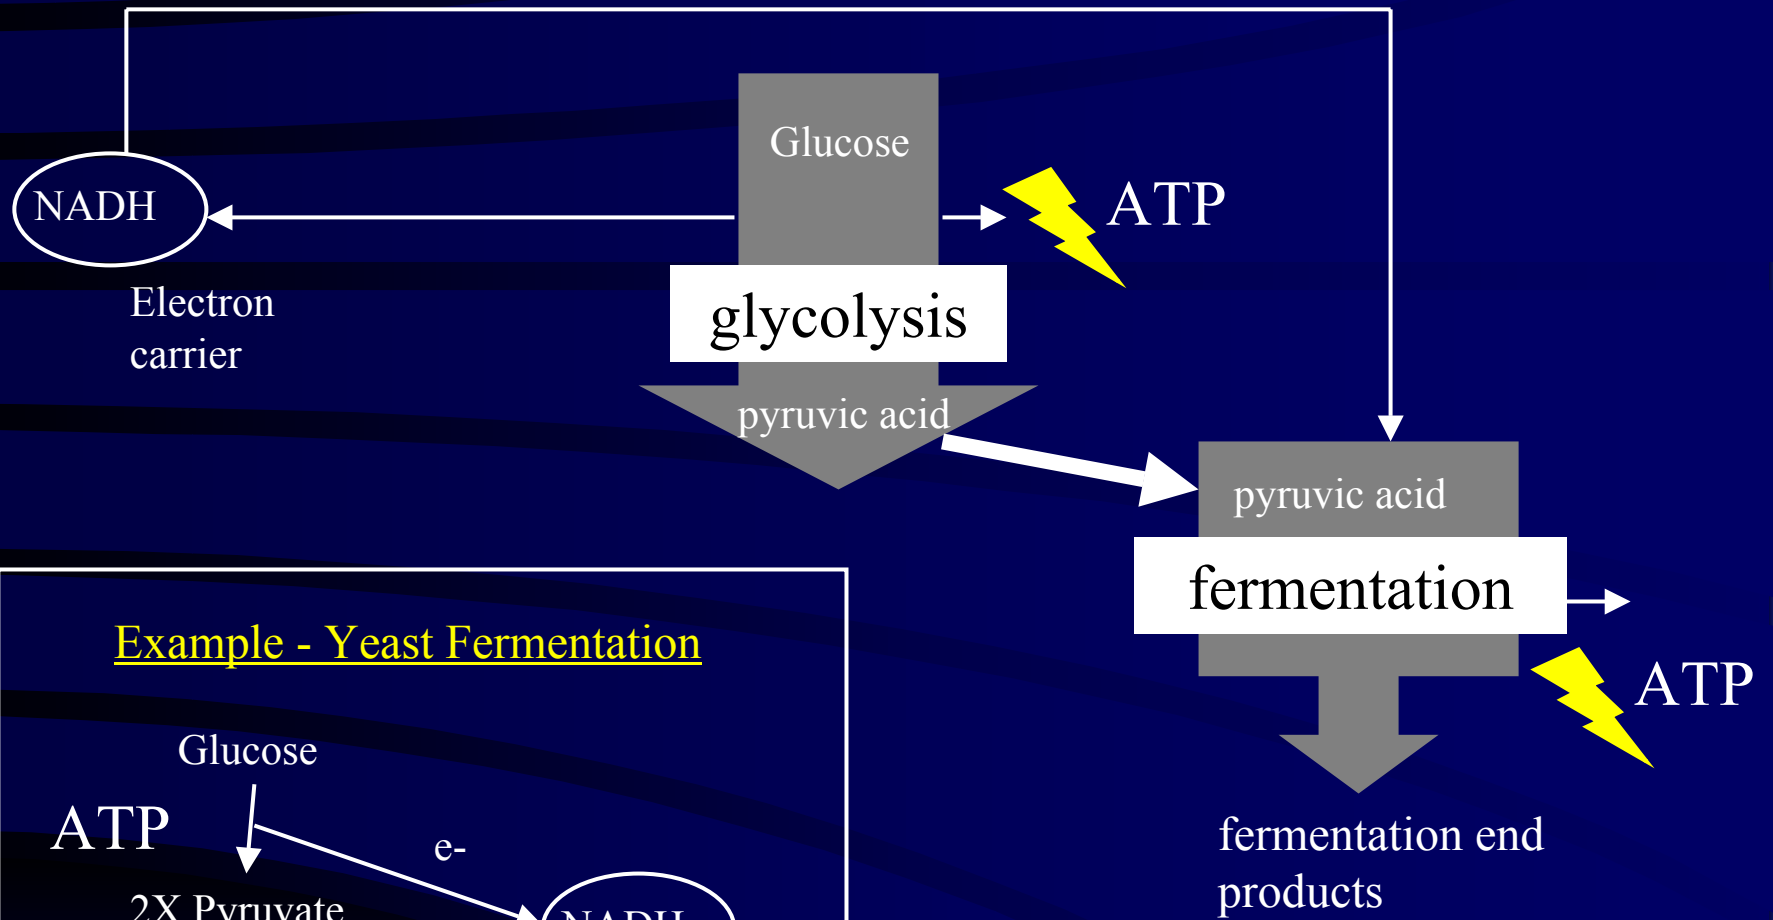 Glucose
NADH
ATP
Electron
carrier
glycolysis
pyruvic acid
pyruvic acid
fermentation
ATP
fermentation end
products
Example - Yeast Fermentation
Glucose
ATP
e-
2X Pyruvate
NADH